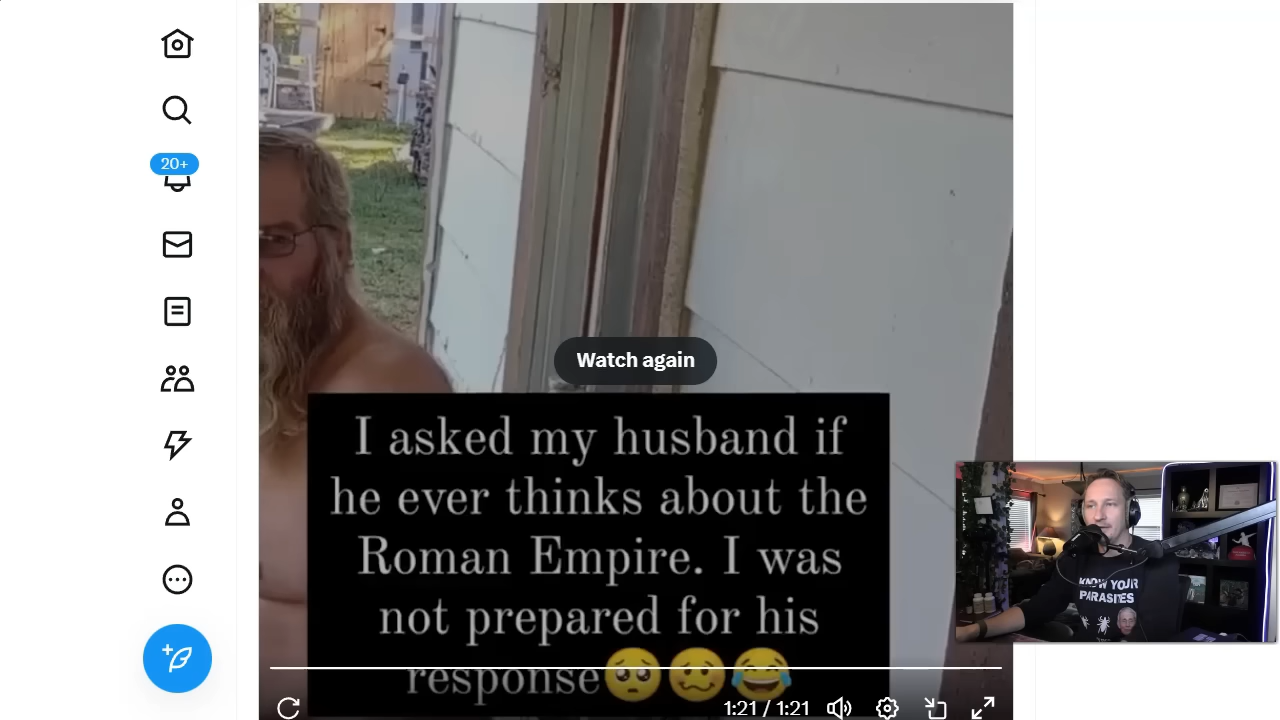 20+
Watch again
I asked my husband if
he ever thinks about the
Roman Empire. I was
not prepared for his
response🥺🥴😂
1:21 / 1:21
KNOW YOUR
PARASITES